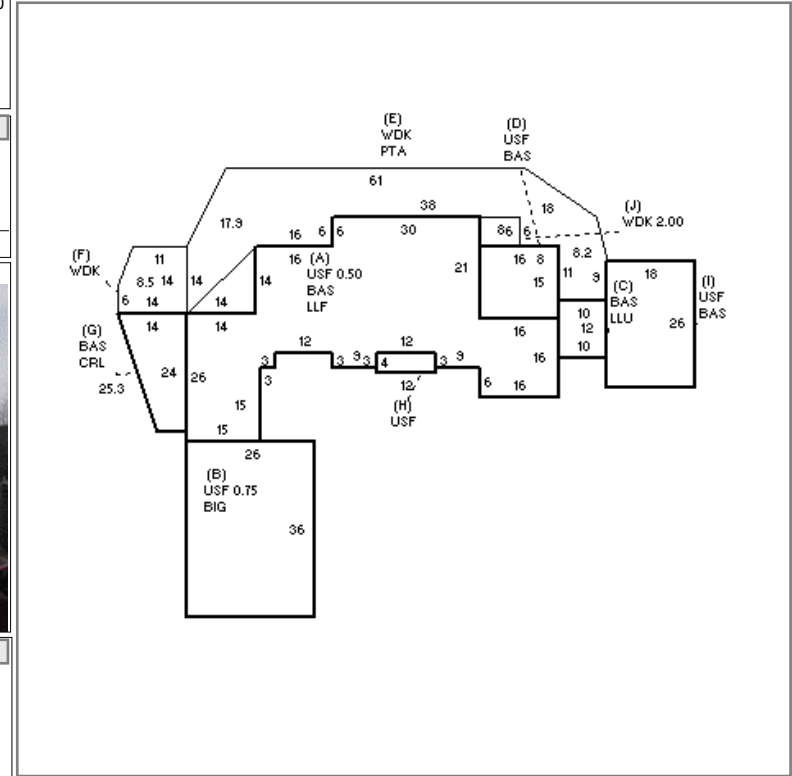 (E)
WDK
PTA
(D)
USF
BAS
61
38
18
(J)
WDK 2.00
17.9
16 6 6 30 8 6 6
(F)
WDK
11
16
(A)
USF 0.50
BAS
LLF
21
16 8
8.2
8.5 14 14 14
15
11 9
(C)
BAS
LLU
18
(I)
USF
BAS
6 14 14
(G)
BAS
CRL
14 14
16
10
12
10
26
12 12
3 3 9 3 4 3 9
16
24 26
3
25.3
15
12
6 16
(H)
USF
15
26
(B)
USF 0.75
BIG
36